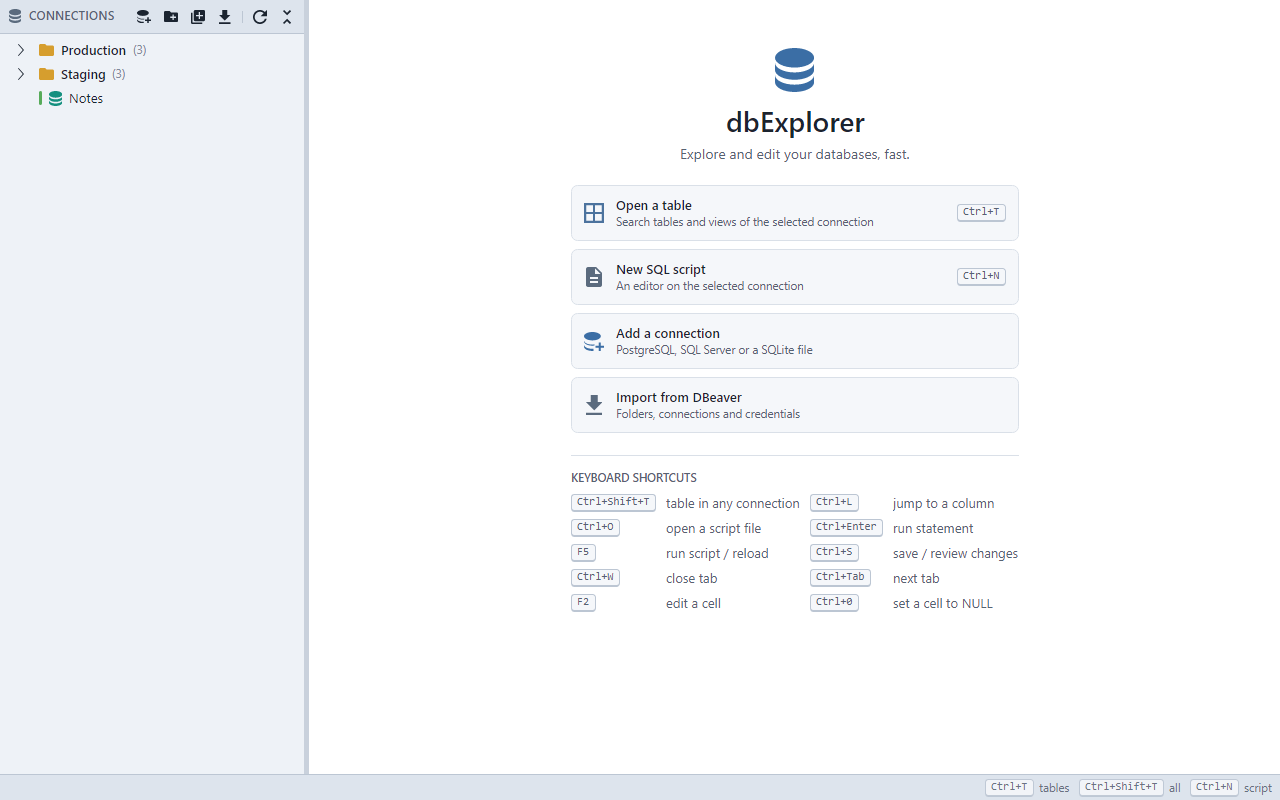 CONNECTIONS
Production (3)
Staging (3)
Notes
dbExplorer
Explore and edit your databases, fast.
Open a table
Search tables and views of the selected connection
Ctrl+T
New SQL script
An editor on the selected connection
Ctrl+N
Add a connection
PostgreSQL, SQL Server or a SQLite file
Import from DBeaver
Folders, connections and credentials
KEYBOARD SHORTCUTS
Ctrl+Shift+T table in any connection Ctrl+L jump to a column
Ctrl+O open a script file Ctrl+Enter run statement
F5 run script / reload Ctrl+S save / review changes
Ctrl+W close tab Ctrl+Tab next tab
F2 edit a cell Ctrl+0 set a cell to NULL
Ctrl+T tables Ctrl+Shift+T all Ctrl+N script